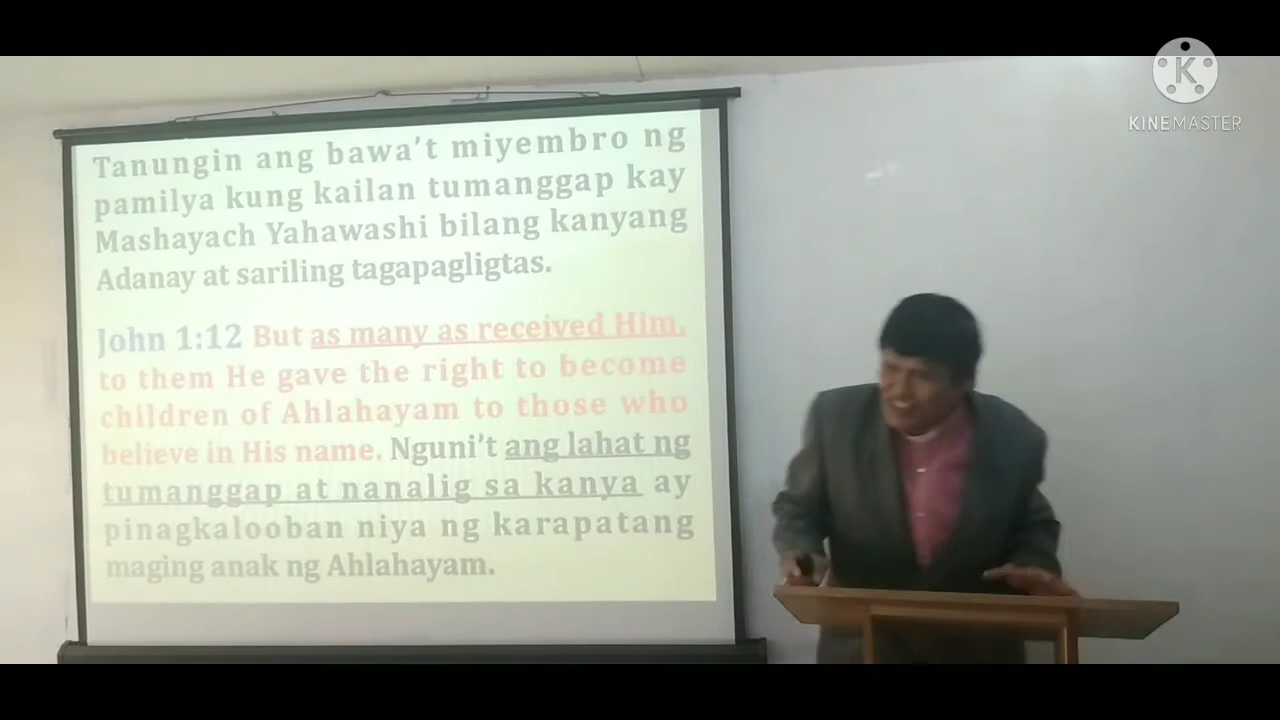 Tanungin ang bawa't miyembro ng
pamilya kung kailan tumanggap kay
Mashayach Yahawashi bilang kanyang
Adanay at sariling tagapagligtas.
John 1:12 But as many as received Him,
to them He gave the right to become
children of Ahlahayam to those who
believe in His name. Nguni't ang lahat ng
tumanggap at nanalig sa kanya ay
pinagkalooban niya ng karapatang
maging anak ng Ahlahayam.
K
KINEMASTER